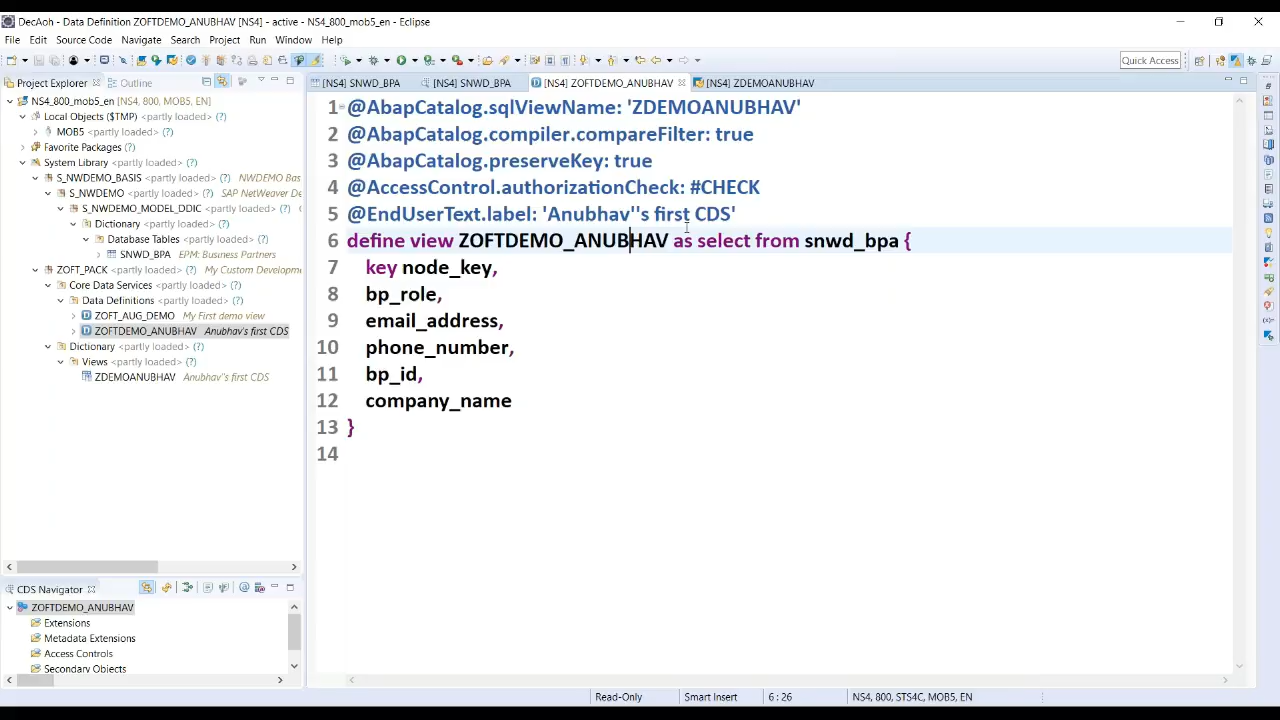 DecAoh - Data Definition ZOFTDEMO_ANUBHAV [NS4] - active - NS4_800_mob5_en - Eclipse
File Edit Source Code Navigate Search Project Run Window Help
Quick Access
Project Explorer Outline
[NS4] SNWD_BPA [NS4] SNWD_BPA [NS4] ZOFTDEMO_ANUBHAV [NS4] ZDEMOANUBHAV
NS4_800_mob5_en [NS4, 800, MOB5, EN]
Local Objects ($TMP) <partly loaded> (?)
MOB5 <partly loaded> (?)
Favorite Packages <partly loaded> (?)
System Library <partly loaded> (?)
S_NWDEMO_BASIS <partly loaded> (?) NWDEMO Bas
S_NWDEMO <partly loaded> (?) SAP NetWeaver De
S_NWDEMO_MODEL_DDIC <partly loaded> (?)
Dictionary <partly loaded> (?)
Database Tables <partly loaded> (?)
SNWD_BPA EPM: Business Partners
ZOFT_PACK <partly loaded> (?) My Custom Developme
Core Data Services <partly loaded> (?)
Data Definitions <partly loaded> (?)
ZOFT_AUG_DEMO My First demo view
ZOFTDEMO_ANUBHAV Anubhav's first CDS
Dictionary <partly loaded> (?)
Views <partly loaded> (?)
ZDEMOANUBHAV Anubhav''s first CDS
CDS Navigator
ZOFTDEMO_ANUBHAV
Extensions
Metadata Extensions
Access Controls
Secondary Objects
1 @AbapCatalog.sqlViewName: 'ZDEMOANUBHAV'
2 @AbapCatalog.compiler.compareFilter: true
3 @AbapCatalog.preserveKey: true
4 @AccessControl.authorizationCheck: #CHECK
5 @EndUserText.label: 'Anubhav''s first CDS'
6 define view ZOFTDEMO_ANUBHAV as select from snwd_bpa {
7 key node_key,
8 bp_role,
9 email_address,
10 phone_number,
11 bp_id,
12 company_name
13 }
14
Read-Only Smart Insert 6 : 26 NS4, 800, STS4C, MOB5, EN